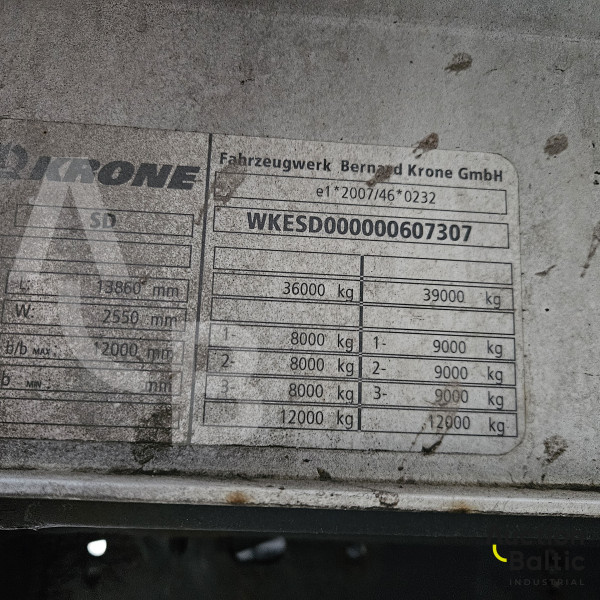 KRONE
SD
L: 13860 mm
W: 2550 mm
b/b MAX: 12000 mm
b MIN: mm
Fahrzeugwerk Bernard Krone GmbH
e1*2007/46*0232
WKESD000000607307
36000 kg 39000 kg
1- 8000 kg 1- 9000 kg
2- 8000 kg 2- 9000 kg
3- 8000 kg 3- 9000 kg
12000 kg 12000 kg
Baltic
INDUSTRIAL